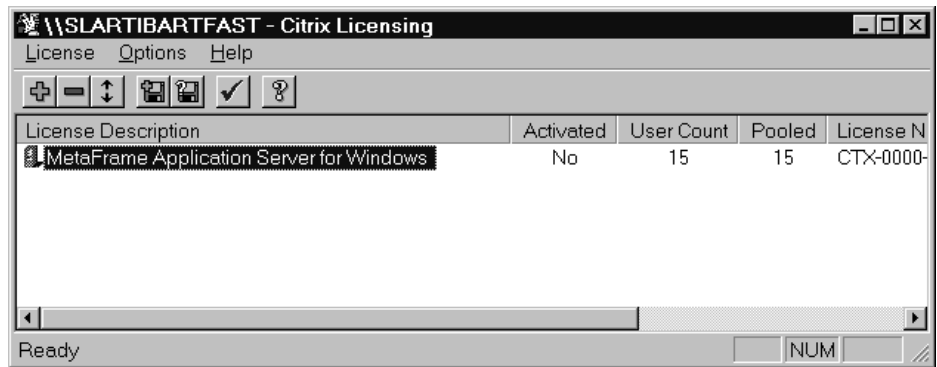 \\SLARTIBARTFAST - Citrix Licensing
License Options Help
License Description Activated User Count Pooled License N
MetaFrame Application Server for Windows No 15 15 CTX-0000-
Ready NUM